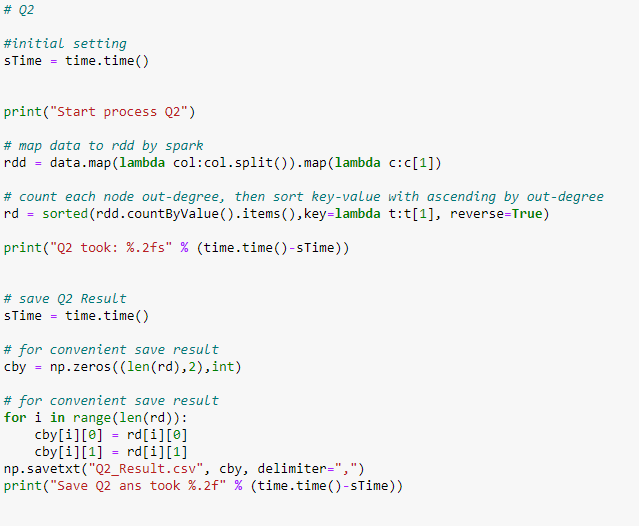 # Q2
#initial setting
sTime = time.time()
print("Start process Q2")
# map data to rdd by spark
rdd = data.map(lambda col:col.split()).map(lambda c:c[1])
# count each node out-degree, then sort key-value with ascending by out-degree
rd = sorted(rdd.countByValue().items(),key=lambda t:t[1], reverse=True)
print("Q2 took: %.2fs" % (time.time()-sTime))
# save Q2 Result
sTime = time.time()
# for convenient save result
cby = np.zeros((len(rd),2),int)
# for convenient save result
for i in range(len(rd)):
    cby[i][0] = rd[i][0]
    cby[i][1] = rd[i][1]
np.savetxt("Q2_Result.csv", cby, delimiter=",")
print("Save Q2 ans took %.2f" % (time.time()-sTime))